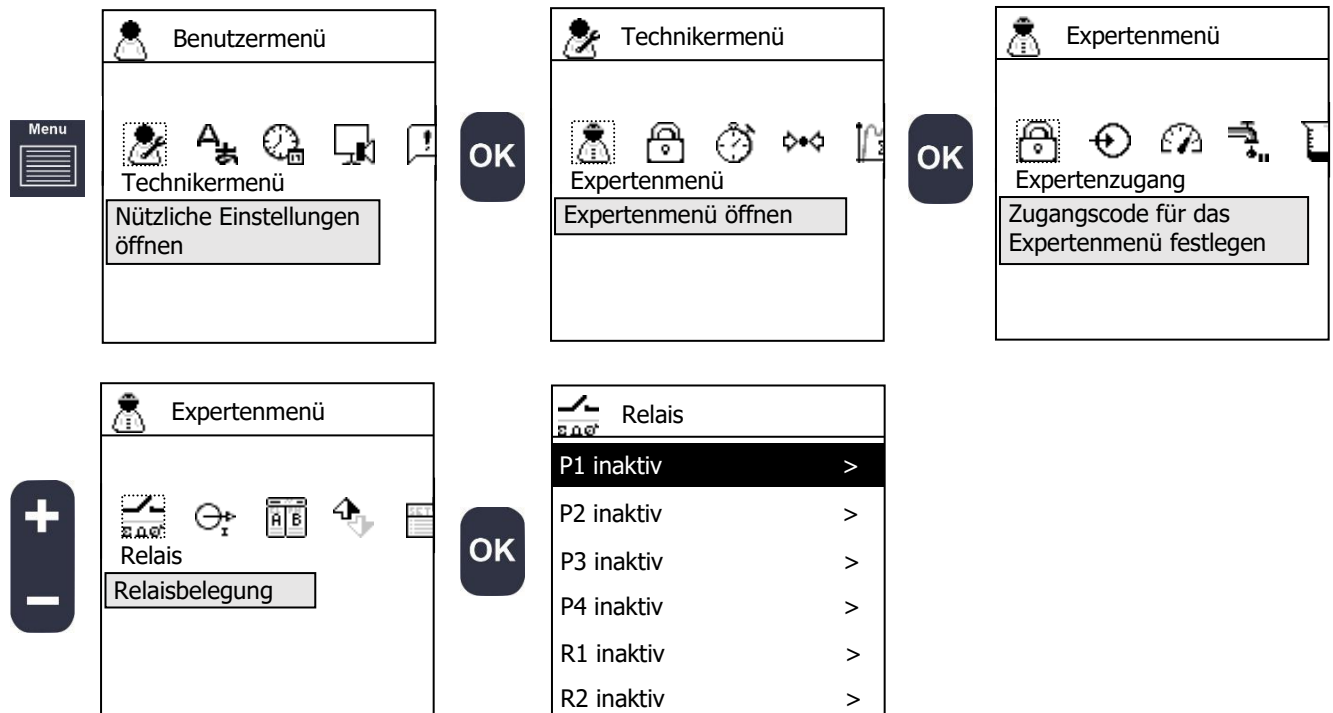 Menu
Benutzermenü
Technikermenü
Nützliche Einstellungen
öffnen
OK
Technikermenü
Expertenmenü
Expertenmenü öffnen
OK
Expertenmenü
Expertenzugang
Zugangscode für das
Expertenmenü festlegen
+
−
Expertenmenü
Relais
Relaisbelegung
OK
Relais
P1 inaktiv >
P2 inaktiv >
P3 inaktiv >
P4 inaktiv >
R1 inaktiv >
R2 inaktiv >